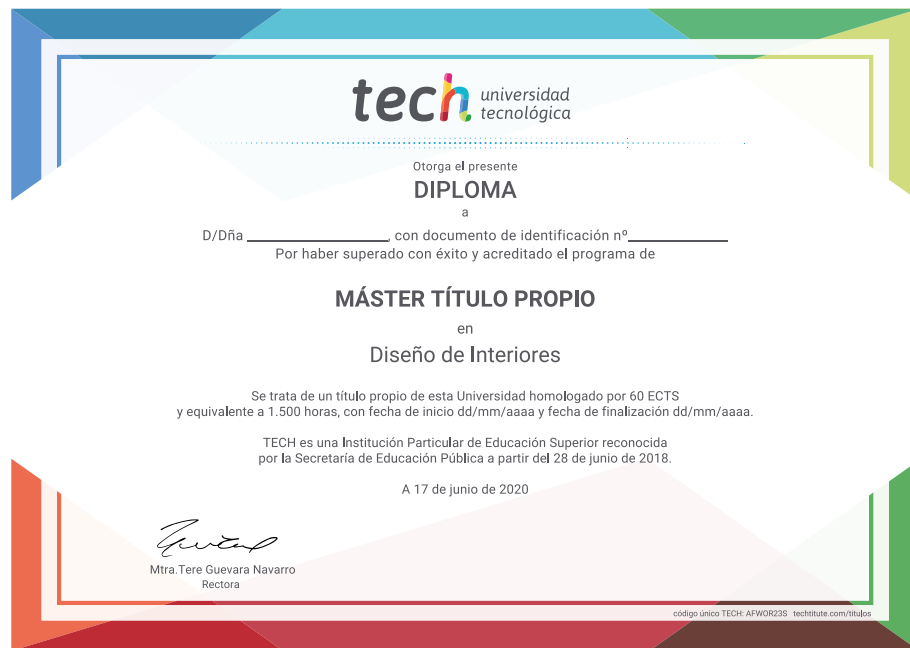 tech universidad
tecnológica
Otorga el presente
DIPLOMA
a
D/Dña ____________, con documento de identificación nº____________
Por haber superado con éxito y acreditado el programa de
MÁSTER TÍTULO PROPIO
en
Diseño de Interiores
Se trata de un título propio de esta Universidad homologado por 60 ECTS
y equivalente a 1.500 horas, con fecha de inicio dd/mm/aaaa y fecha de finalización dd/mm/aaaa.
TECH es una Institución Particular de Educación Superior reconocida
por la Secretaría de Educación Pública a partir del 28 de junio de 2018.
A 17 de junio de 2020
Mtra.Tere Guevara Navarro
Rectora
código único TECH: AFWOR23S techtitute.com/titulos